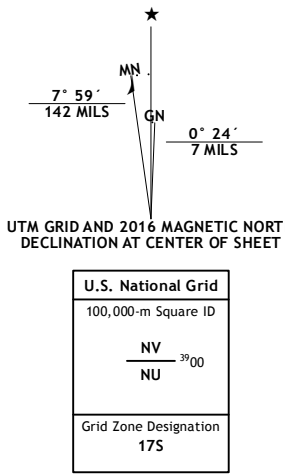 ★
MN
GN
7° 59´
142 MILS
0° 24´
7 MILS
UTM GRID AND 2016 MAGNETIC NORT
DECLINATION AT CENTER OF SHEET
U.S. National Grid
100,000-m Square ID
NV
3900
NU
Grid Zone Designation
17S